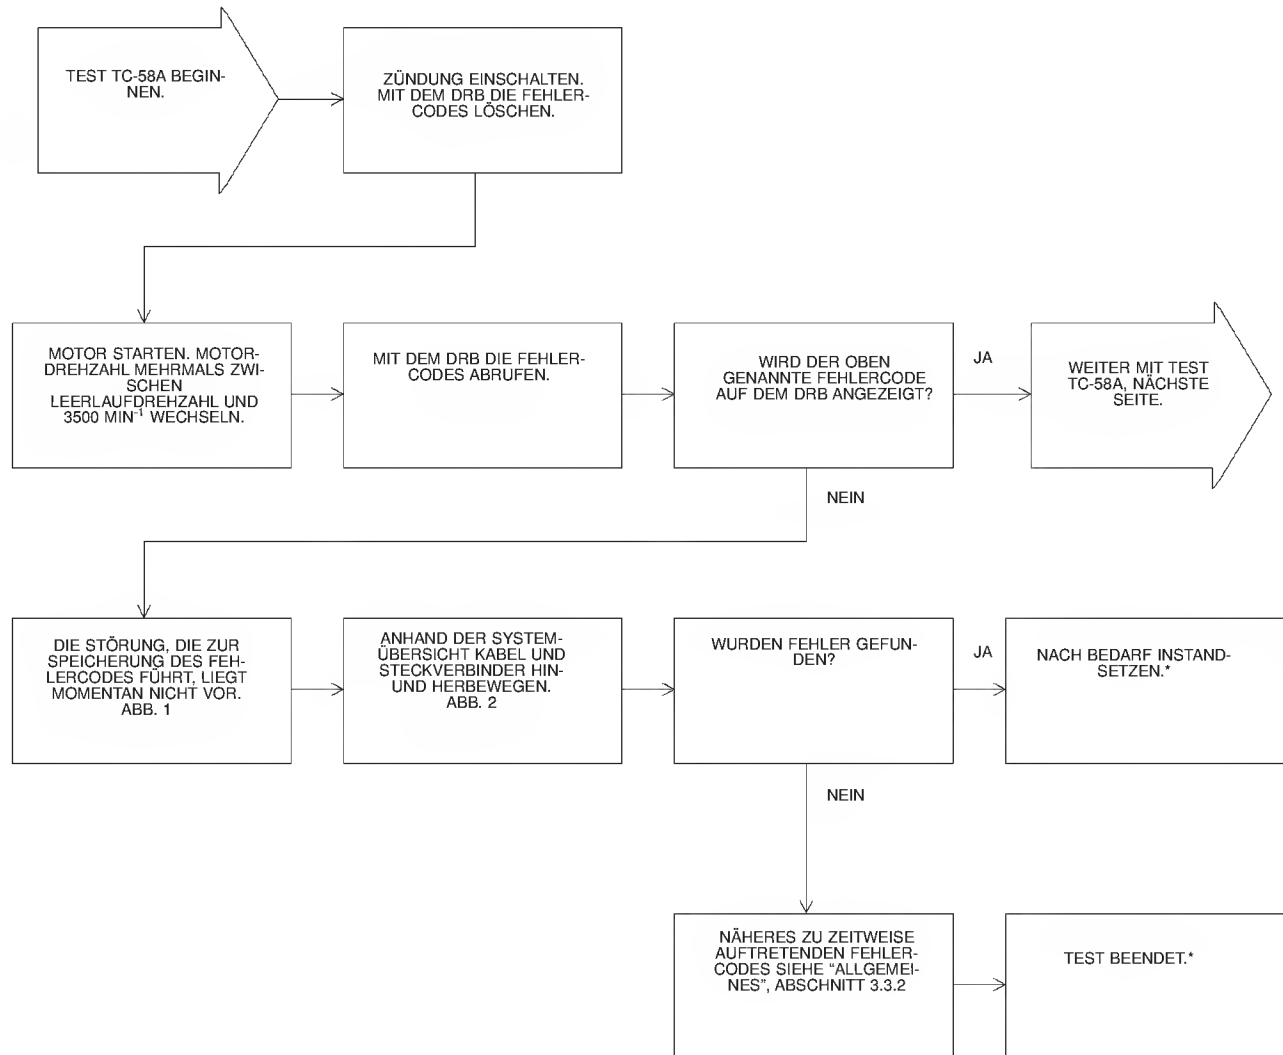 TEST TC-58A BEGIN-
NEN.
ZÜNDUNG EINSCHALTEN.
MIT DEM DRB DIE FEHLER-
CODES LÖSCHEN.
MOTOR STARTEN. MOTOR-
DREHZAHL MEHRMALS ZWI-
SCHEN
LEERLAUFDREHZAHL UND
3500 MIN⁻¹ WECHSELN.
MIT DEM DRB DIE FEHLER-
CODES ABRUFEN.
WIRD DER OBEN
GENANNTE FEHLERCODE
AUF DEM DRB ANGEZEIGT?
JA
WEITER MIT TEST
TC-58A, NÄCHSTE
SEITE.
NEIN
DIE STÖRUNG, DIE ZUR
SPEICHERUNG DES FEH-
LERCODES FÜHRT, LIEGT
MOMENTAN NICHT VOR.
ABB. 1
ANHAND DER SYSTEM-
ÜBERSICHT KABEL UND
STECKVERBINDER HIN-
UND HERBEWEGEN.
ABB. 2
WURDEN FEHLER GEFUN-
DEN?
JA
NACH BEDARF INSTAND-
SETZEN.*
NEIN
NÄHERES ZU ZEITWEISE
AUFTRETENDEN FEHLER-
CODES SIEHE “ALLGEMEI-
NES”, ABSCHNITT 3.3.2
TEST BEENDET.*